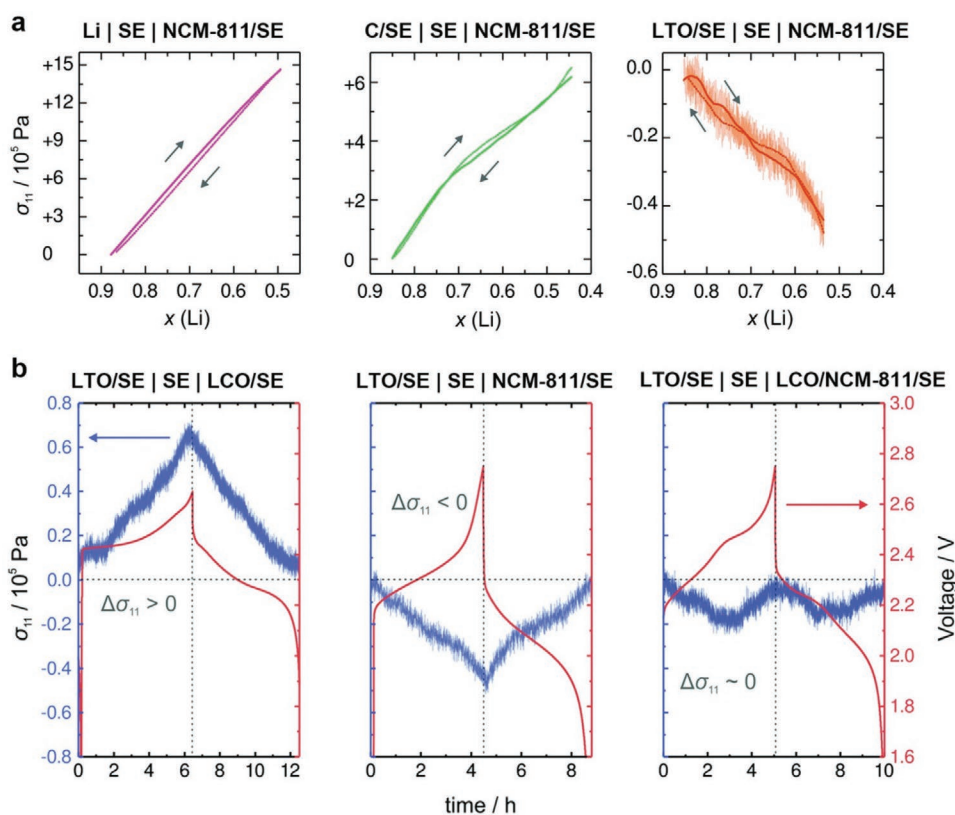 a
Li | SE | NCM-811/SE
C/SE | SE | NCM-811/SE
LTO/SE | SE | NCM-811/SE
σ11 / 10^5 Pa
+15
+12
+9
+6
+3
0
0.9 0.8 0.7 0.6 0.5
x (Li)
+6
+4
+2
0
0.9 0.8 0.7 0.6 0.5 0.4
x (Li)
0.0
-0.2
-0.4
-0.6
0.9 0.8 0.7 0.6 0.5 0.4
x (Li)
b
LTO/SE | SE | LCO/SE
LTO/SE | SE | NCM-811/SE
LTO/SE | SE | LCO/NCM-811/SE
σ11 / 10^5 Pa
0.8
0.6
0.4
0.2
0.0
-0.2
-0.4
-0.6
-0.8
Δσ11 > 0
0 2 4 6 8 10 12
Δσ11 < 0
0 2 4 6 8
Δσ11 ~ 0
0 2 4 6 8 10
3.0
2.8
2.6
2.4
2.2
2.0
1.8
1.6
Voltage / V
time / h